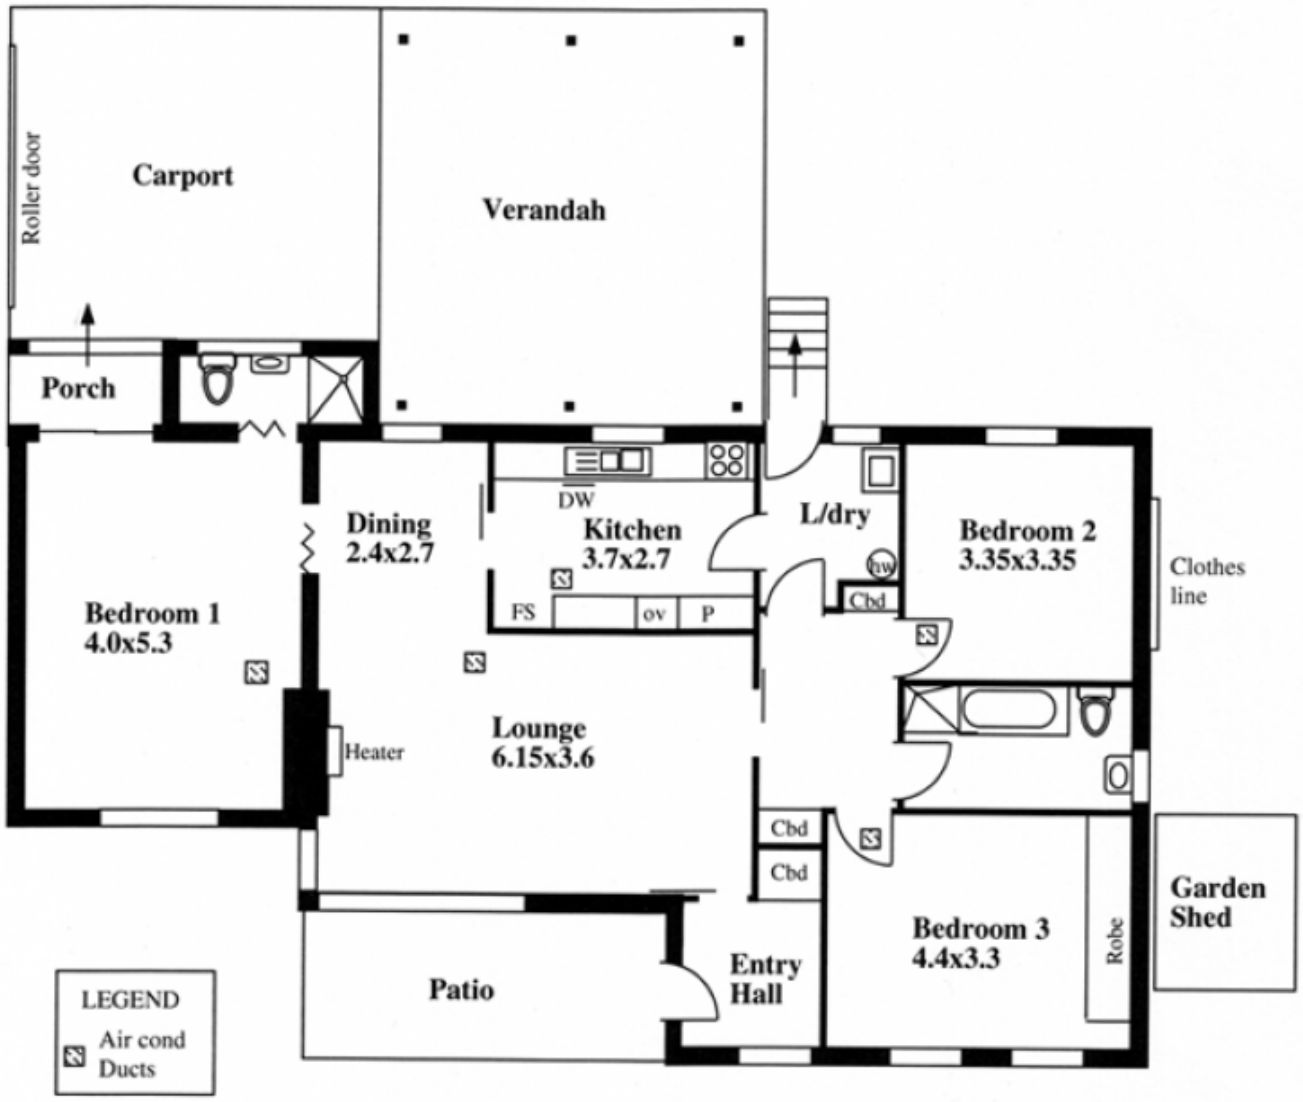 Roller door
Carport
Verandah
Porch
Dining
2.4x2.7
DW
Kitchen
3.7x2.7
L/dry
hw
Cbd
Bedroom 2
3.35x3.35
Clothes
line
Bedroom 1
4.0x5.3
FS
ov
P
Heater
Lounge
6.15x3.6
Cbd
Cbd
Bedroom 3
4.4x3.3
Robe
Garden
Shed
Entry
Hall
Patio
LEGEND
Air cond
Ducts